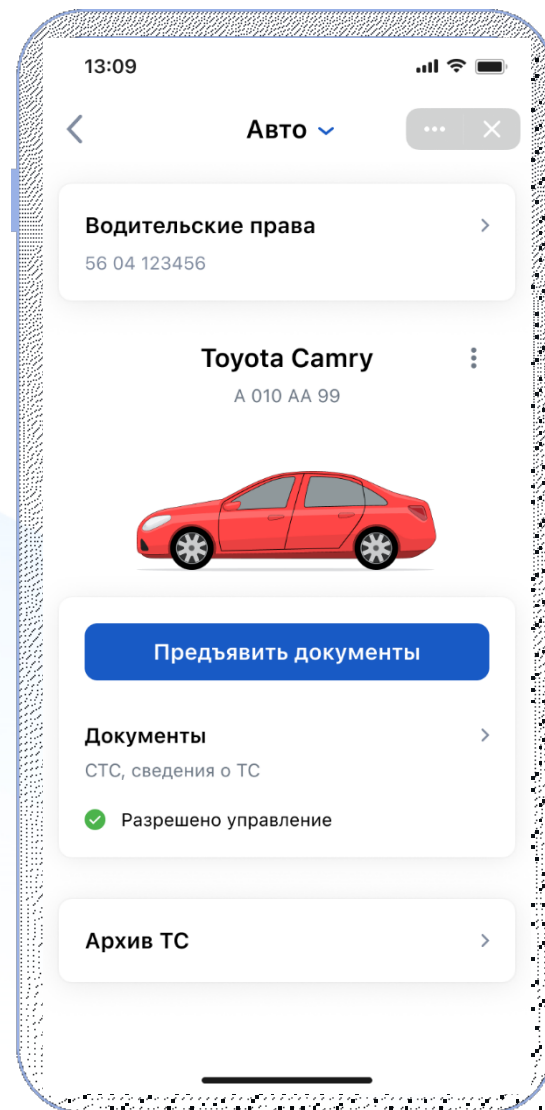 13:09
Авто
Водительские права
56 04 123456
Toyota Camry
А 010 АА 99
Предъявить документы
Документы
СТС, сведения о ТС
Разрешено управление
Архив ТС